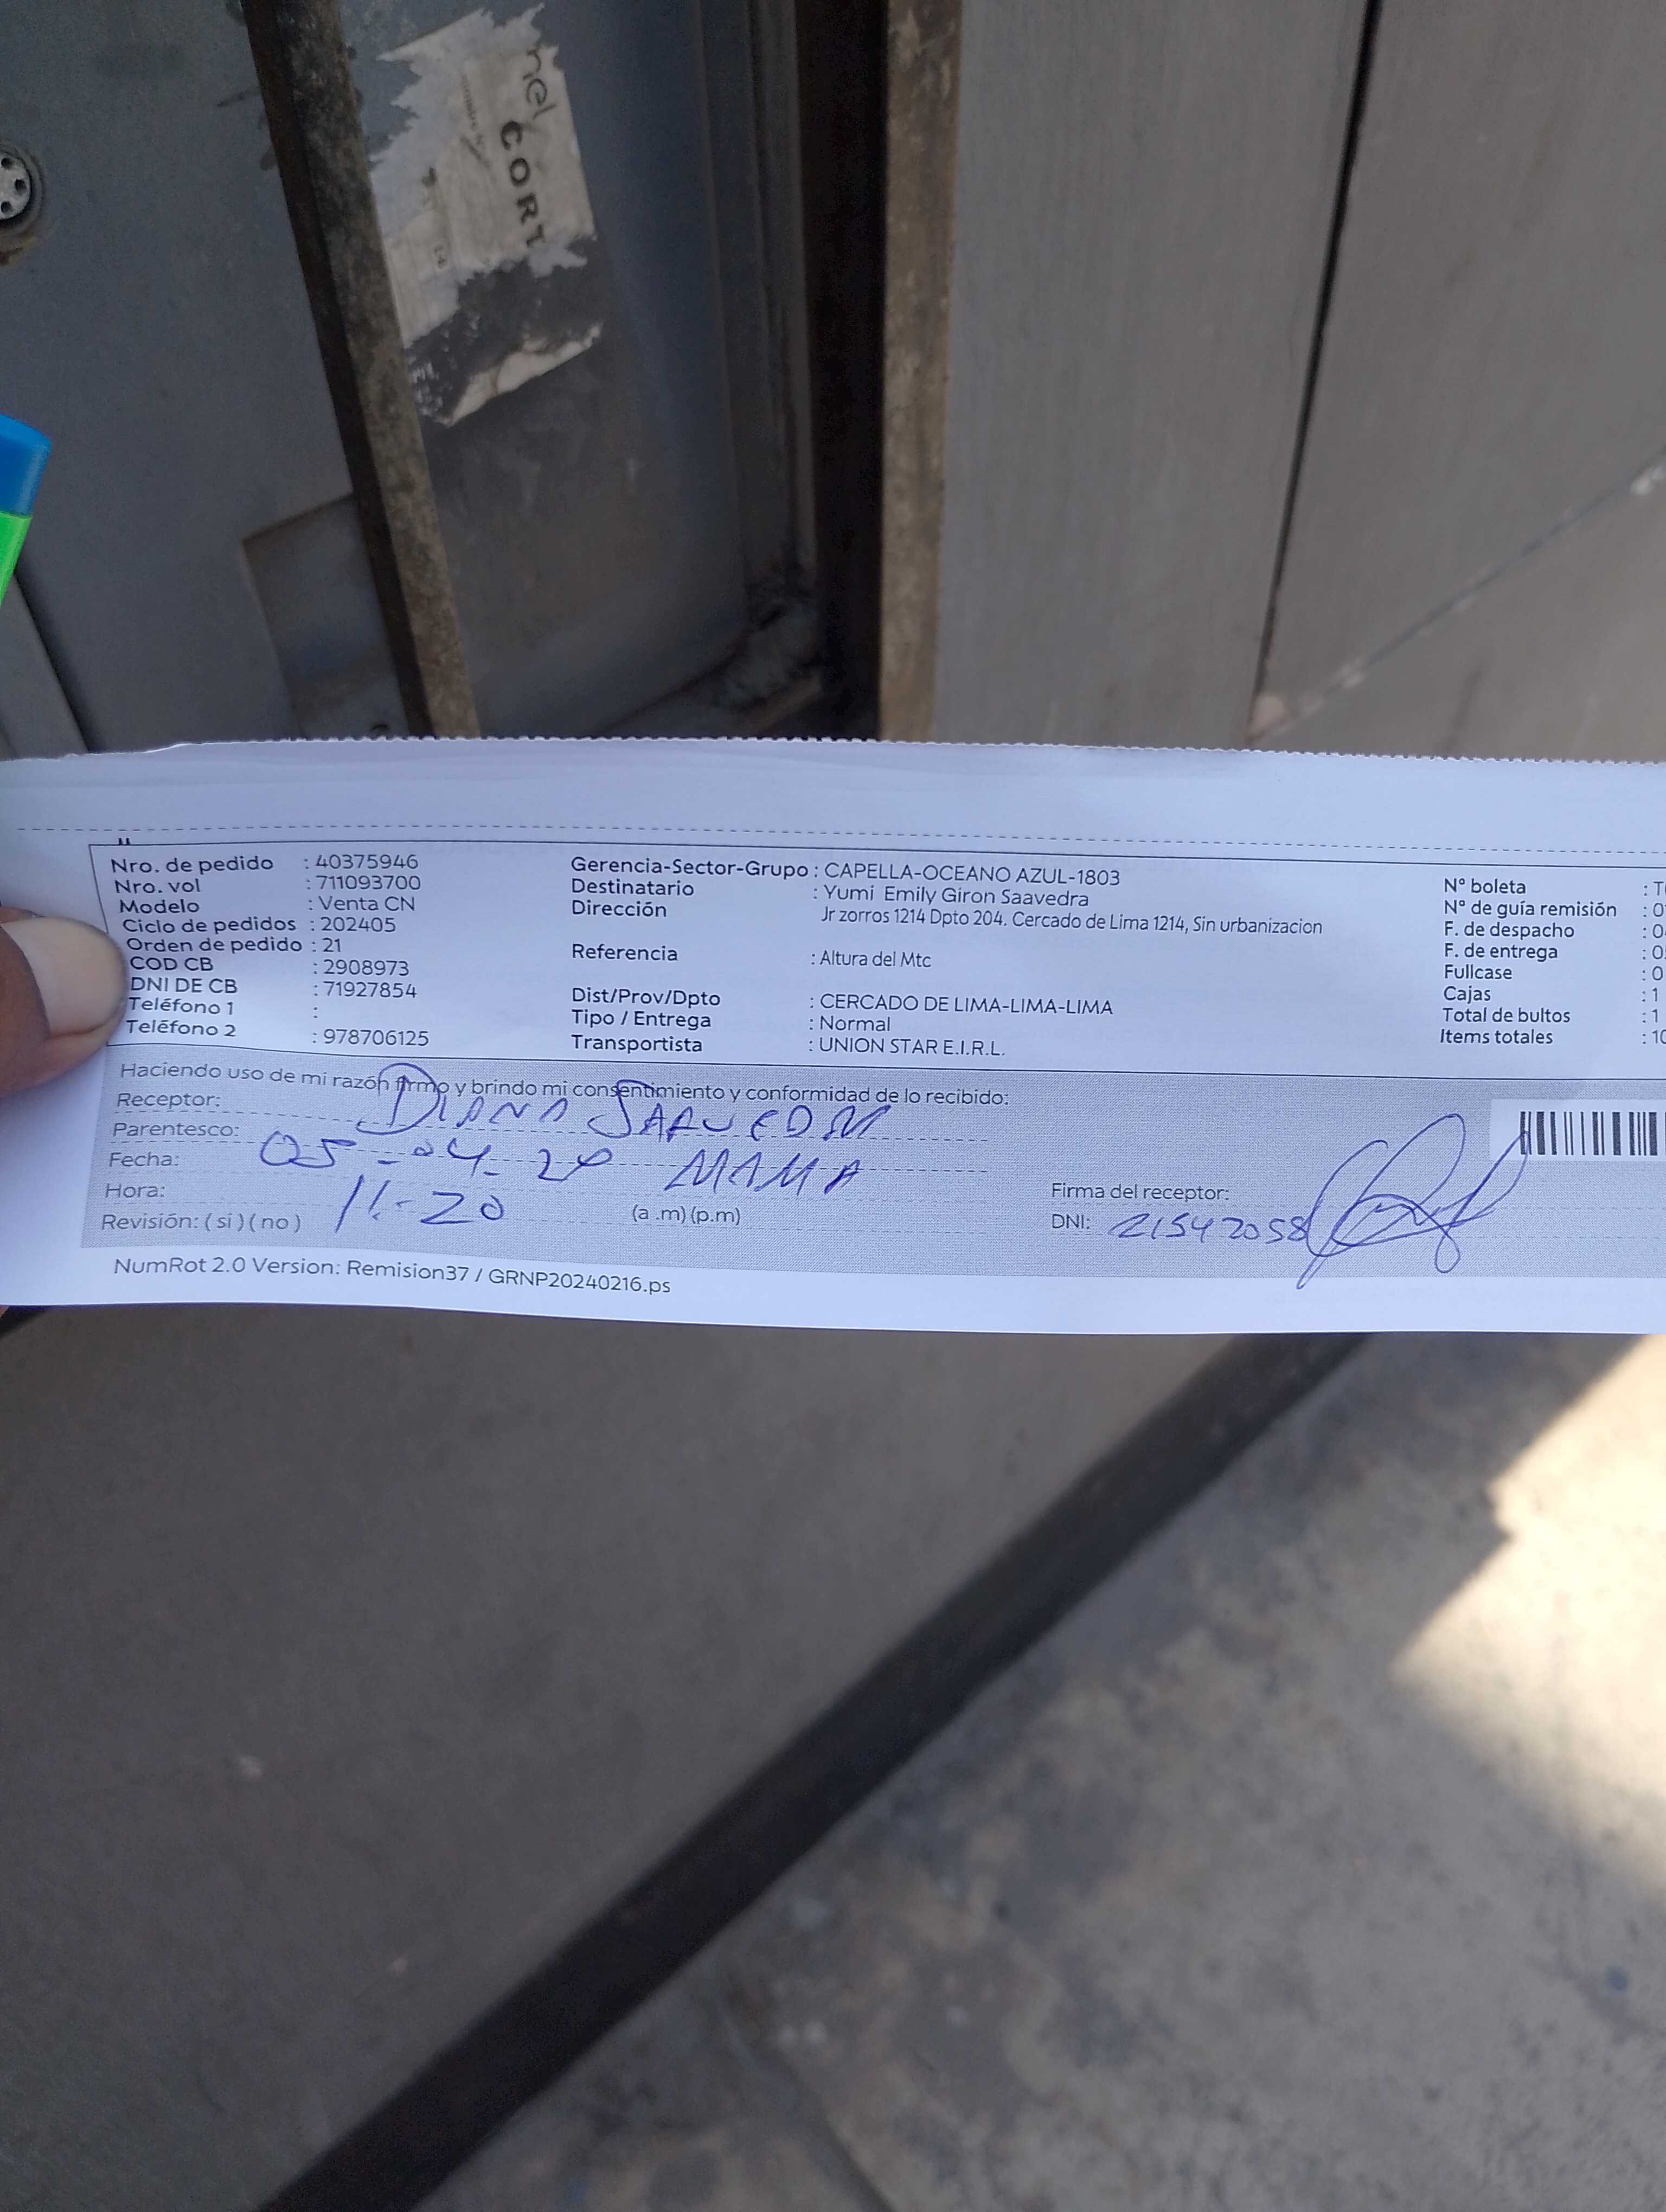 nel
CORT
Nro. de pedido : 40375946
Nro. vol : 711093700
Modelo : Venta CN
Ciclo de pedidos : 202405
Orden de pedido : 21
COD CB : 2908973
DNI DE CB : 71927854
Teléfono 1 :
Teléfono 2 : 978706125
Gerencia-Sector-Grupo : CAPELLA-OCEANO AZUL-1803
Destinatario : Yumi Emily Giron Saavedra
Dirección Jr zorros 1214 Dpto 204. Cercado de Lima 1214, Sin urbanizacion
Referencia : Altura del Mtc
Dist/Prov/Dpto : CERCADO DE LIMA-LIMA-LIMA
Tipo / Entrega : Normal
Transportista : UNION STAR E.I.R.L.
N° boleta : T
N° de guía remisión : 0
F. de despacho : 0
F. de entrega : 0
Fullcase : 0
Cajas : 1
Total de bultos : 1
Items totales : 10
Haciendo uso de mi razón firmo y brindo mi consentimiento y conformidad de lo recibido:
Receptor: DIANA SAAVEDRA
Parentesco: MAMA
Fecha: 05-04-24
Hora: 11-20 (a .m) (p.m)
Revisión: ( si ) ( no )
Firma del receptor:
DNI: 21542058
NumRot 2.0 Version: Remision37 / GRNP20240216.ps